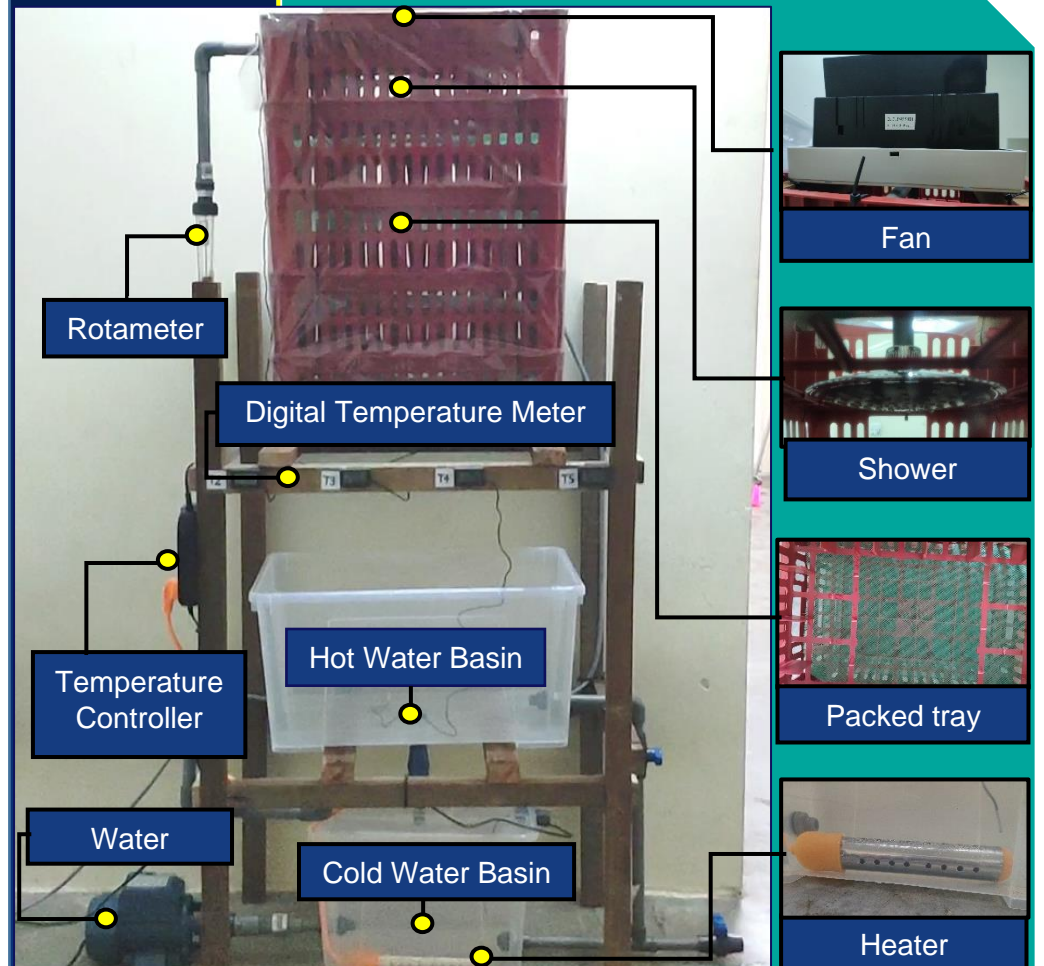 Fan
Rotameter
Digital Temperature Meter
Shower
T2
T3
T4
T5
Hot Water Basin
Temperature
Controller
Packed tray
Water
Cold Water Basin
Heater